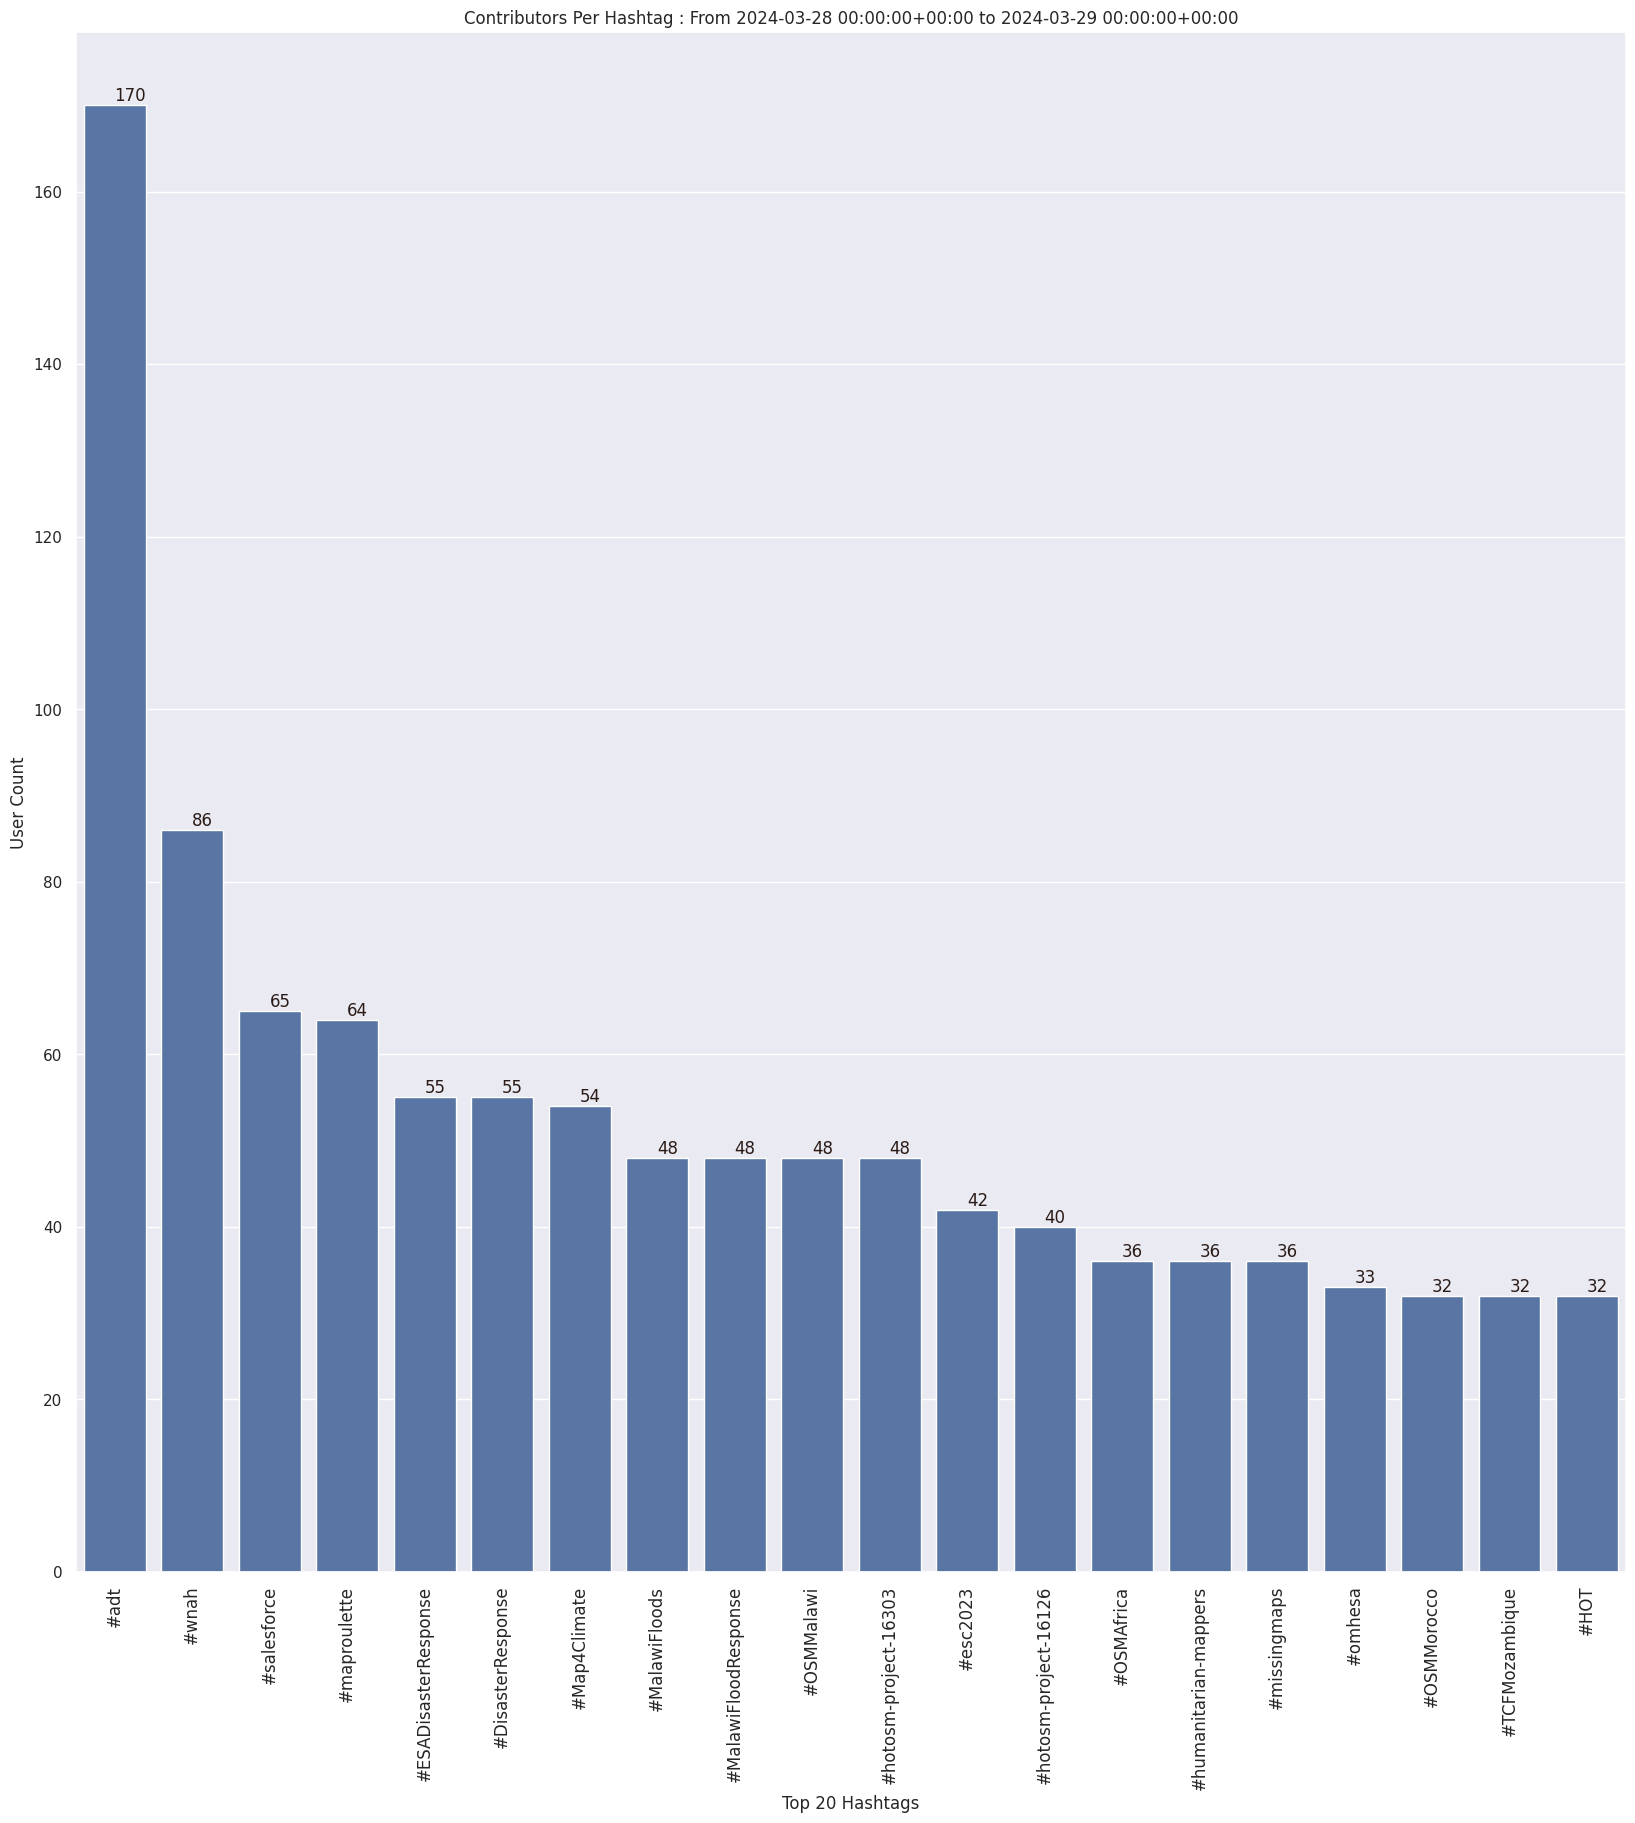 Contributors Per Hashtag : From 2024-03-28 00:00:00+00:00 to 2024-03-29 00:00:00+00:00
User Count
160
140
120
100
80
60
40
20
0
170
86
65
64
55
55
54
48
48
48
48
42
40
36
36
36
33
32
32
32
#adt
#wnah
#salesforce
#maproulette
#ESADisasterResponse
#DisasterResponse
#Map4Climate
#MalawiFloods
#MalawiFloodResponse
#OSMMalawi
#hotosm-project-16303
#esc2023
#hotosm-project-16126
#OSMAfrica
#humanitarian-mappers
#missingmaps
#omhesa
#OSMMorocco
#TCFMozambique
#HOT
Top 20 Hashtags